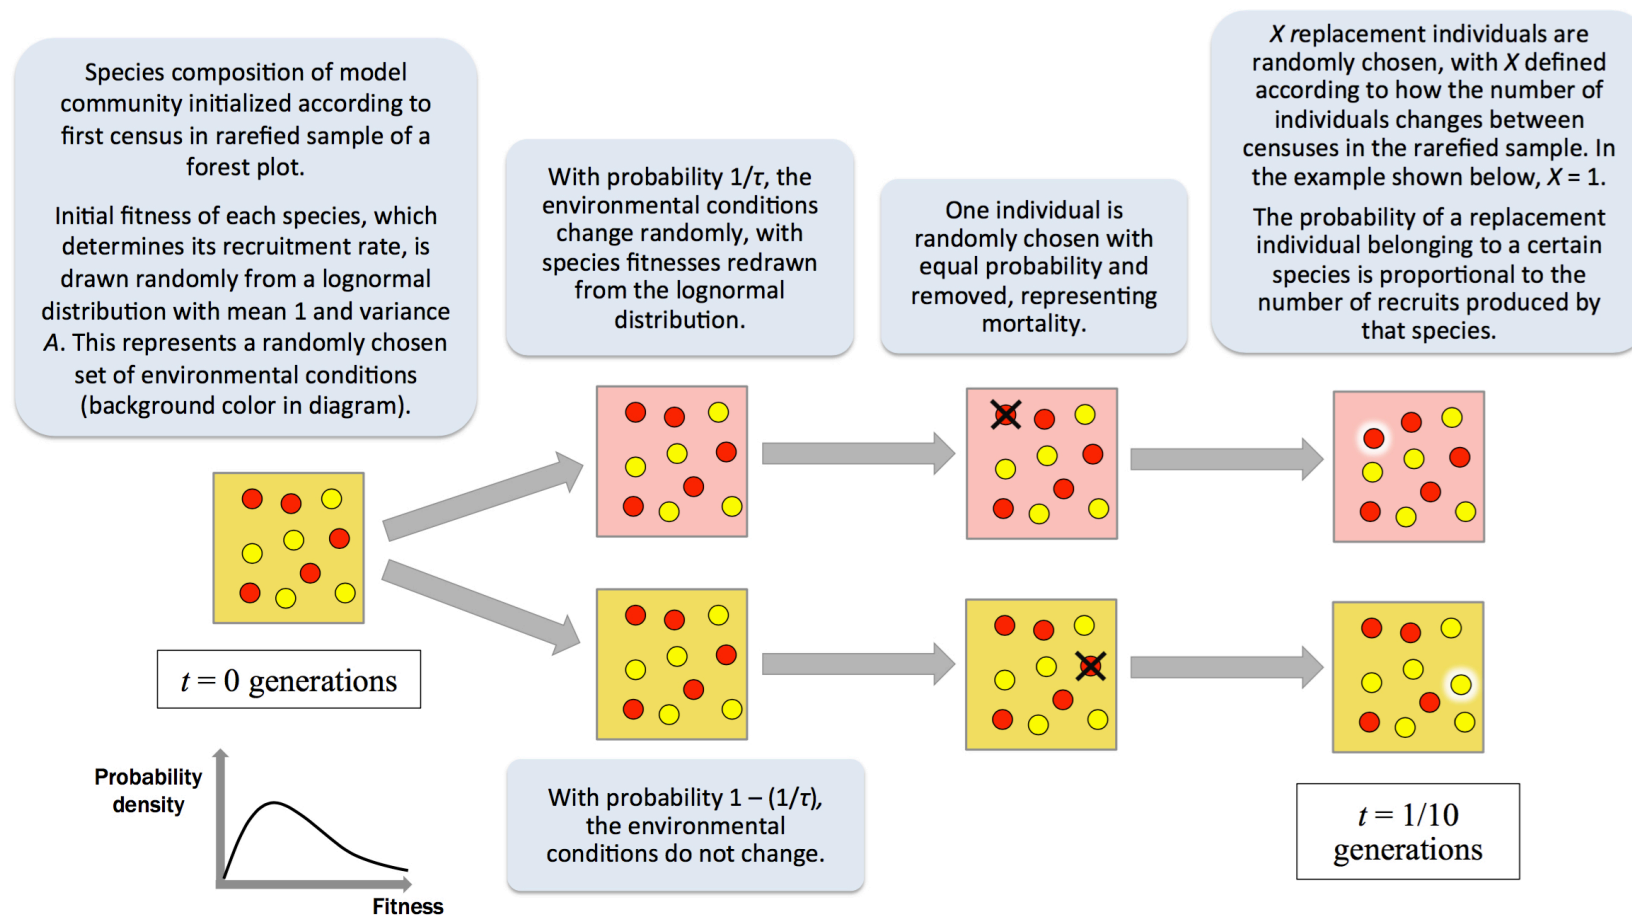 Species composition of model
community initialized according to
first census in rarefied sample of a
forest plot.
Initial fitness of each species, which
determines its recruitment rate, is
drawn randomly from a lognormal
distribution with mean 1 and variance
A. This represents a randomly chosen
set of environmental conditions
(background color in diagram).
With probability 1/τ, the
environmental conditions
change randomly, with
species fitnesses redrawn
from the lognormal
distribution.
One individual is
randomly chosen with
equal probability and
removed, representing
mortality.
X replacement individuals are
randomly chosen, with X defined
according to how the number of
individuals changes between
censuses in the rarefied sample. In
the example shown below, X = 1.
The probability of a replacement
individual belonging to a certain
species is proportional to the
number of recruits produced by
that species.
t = 0 generations
Probability
density
Fitness
With probability 1 – (1/τ),
the environmental
conditions do not change.
t = 1/10
generations